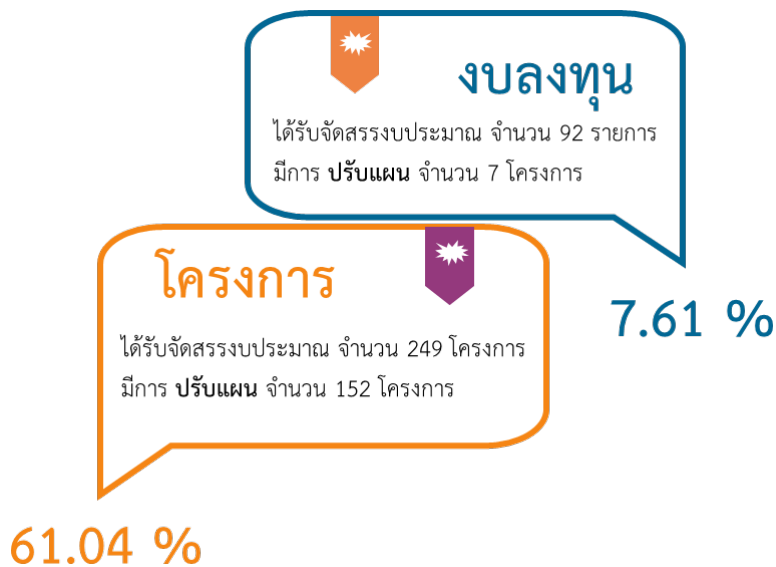 งบลงทุน
ได้รับจัดสรรงบประมาณ จำนวน 92 รายการ
มีการ ปรับแผน จำนวน 7 โครงการ
7.61 %
โครงการ
ได้รับจัดสรรงบประมาณ จำนวน 249 โครงการ
มีการ ปรับแผน จำนวน 152 โครงการ
61.04 %